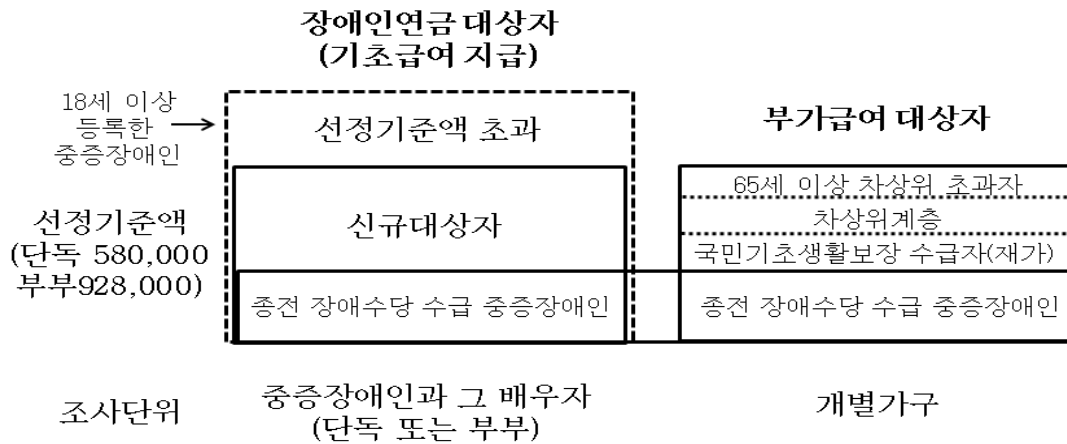 장애인연금 대상자
(기초급여 지급)
18세 이상
등록한
중증장애인
선정기준액 초과
부가급여 대상자
65세 이상 차상위 초과자
선정기준액
(단독 580,000
부부928,000)
신규대상자
차상위계층
국민기초생활보장 수급자(재가)
종전 장애수당 수급 중증장애인
종전 장애수당 수급 중증장애인
조사단위
중증장애인과 그 배우자
(단독 또는 부부)
개별가구